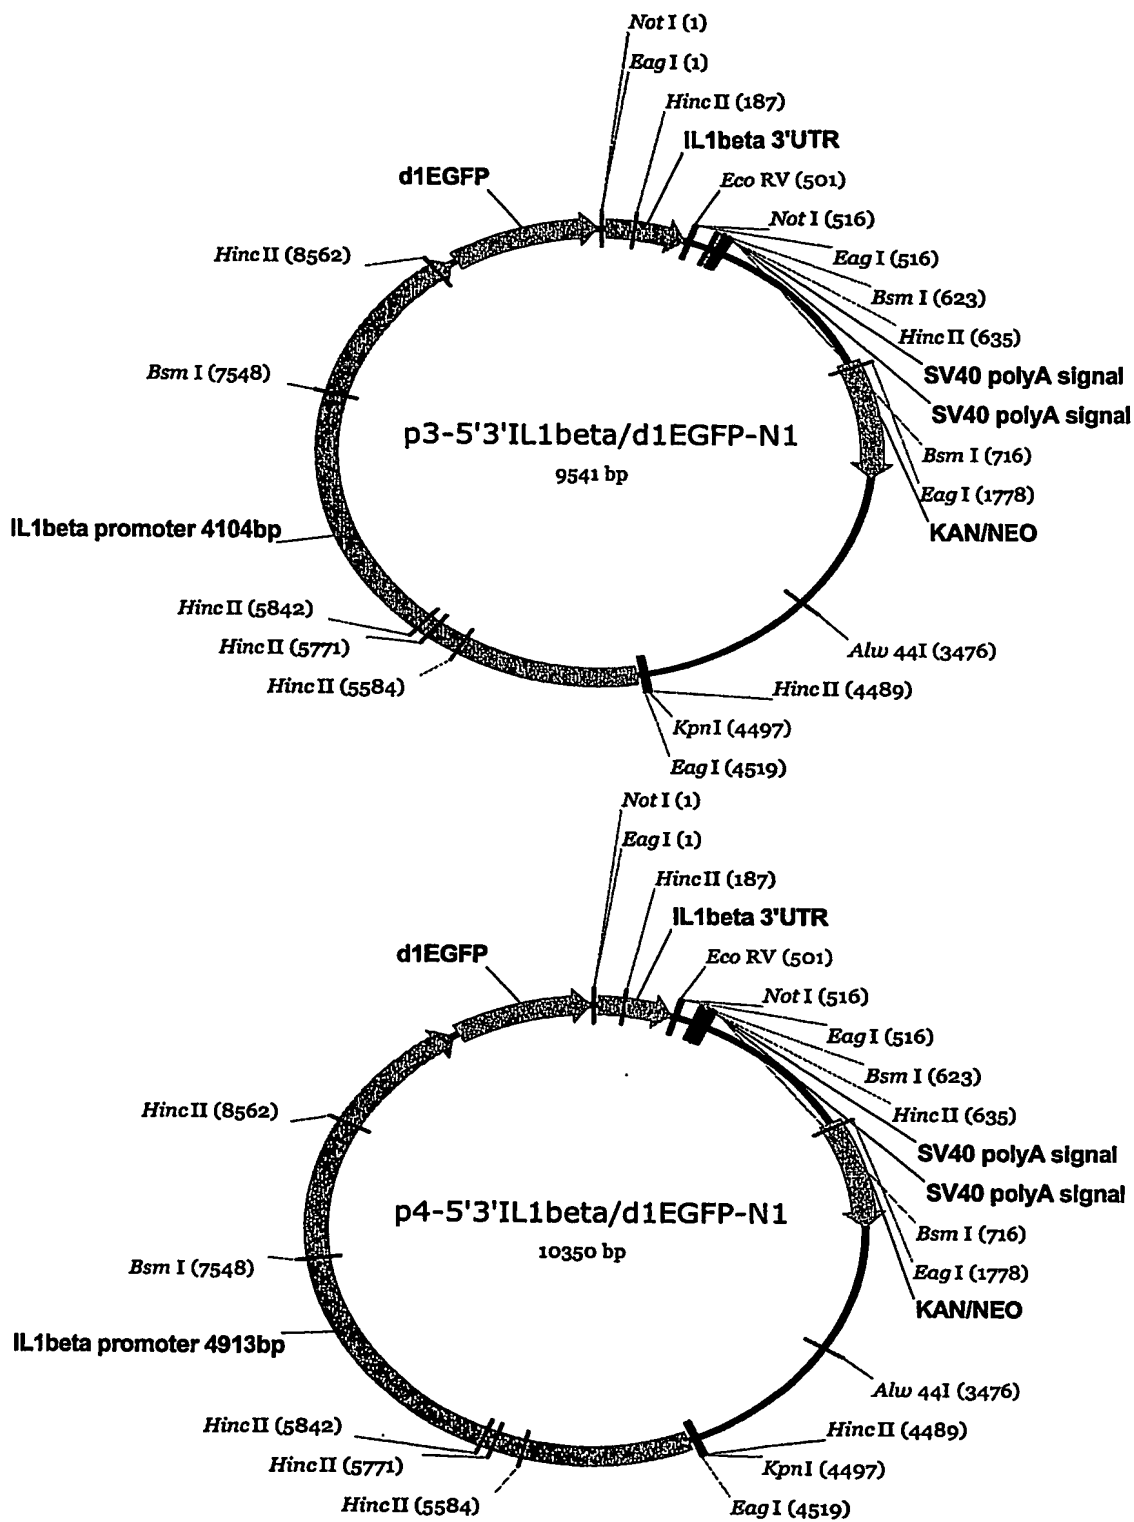 Not I (1)
Eag I (1)
Hinc II (187)
IL1beta 3'UTR
d1EGFP
Eco RV (501)
Not I (516)
Hinc II (8562)
Eag I (516)
Bsm I (623)
Hinc II (635)
Bsm I (7548)
SV40 polyA signal
SV40 polyA signal
p3-5'3'IL1beta/d1EGFP-N1
Bsm I (716)
9541 bp
Eag I (1778)
IL1beta promoter 4104bp
KAN/NEO
Hinc II (5842)
Hinc II (5771)
Alw 44I (3476)
Hinc II (5584)
Hinc II (4489)
KpnI (4497)
Eag I (4519)
Not I (1)
Eag I (1)
Hinc II (187)
IL1beta 3'UTR
d1EGFP
Eco RV (501)
Not I (516)
Eag I (516)
Bsm I (623)
Hinc II (8562)
Hinc II (635)
SV40 polyA signal
SV40 polyA signal
p4-5'3'IL1beta/d1EGFP-N1
Bsm I (716)
10350 bp
Bsm I (7548)
Eag I (1778)
KAN/NEO
IL1beta promoter 4913bp
Alw 44I (3476)
Hinc II (5842)
Hinc II (4489)
Hinc II (5771)
KpnI (4497)
Hinc II (5584)
Eag I (4519)